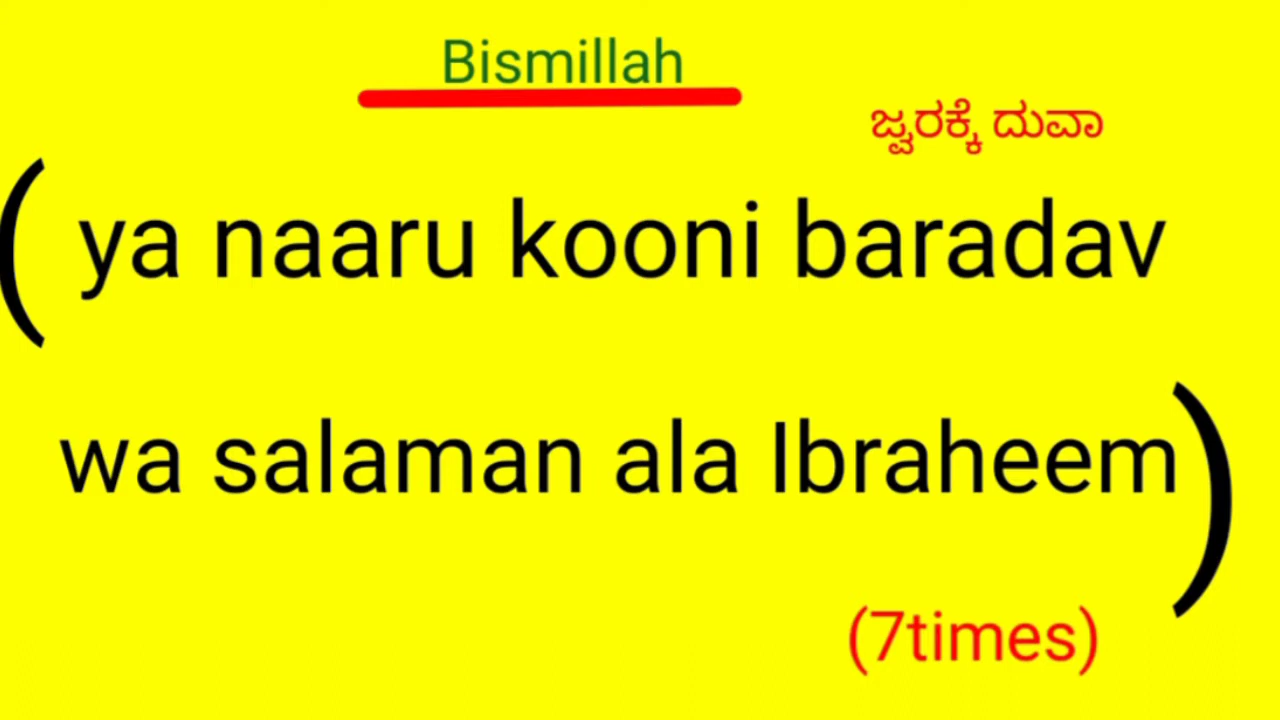 Bismillah
ಜ್ವರಕ್ಕೆ ದುವಾ
( ya naaru kooni baradav
wa salaman ala Ibraheem)
(7times)